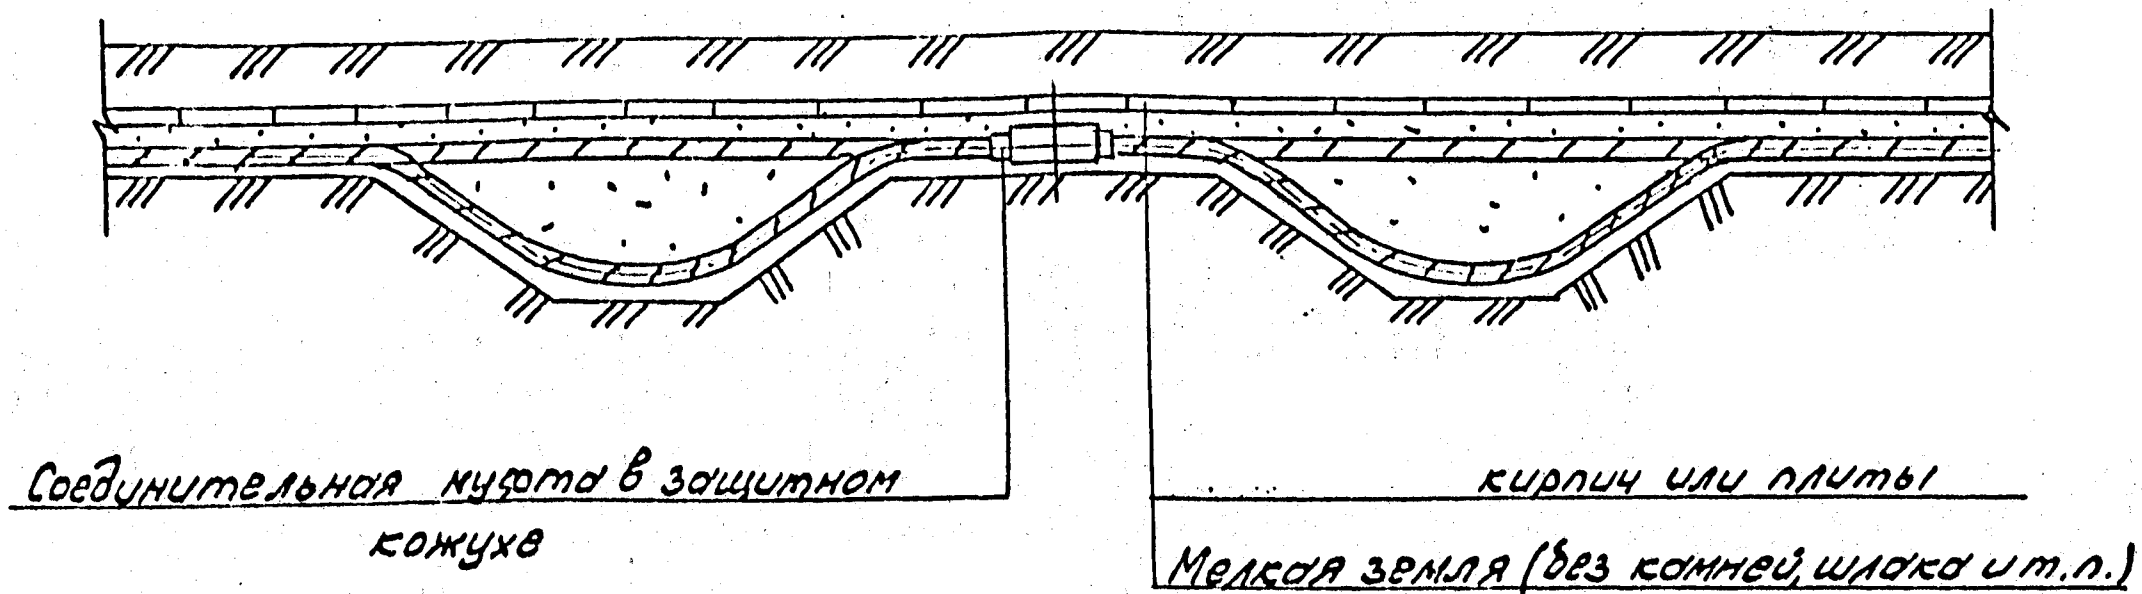 Соединительная муфта в защитном
кожухе
кирпич или плиты
Мелкая земля (без камней, шлака и т.п.)